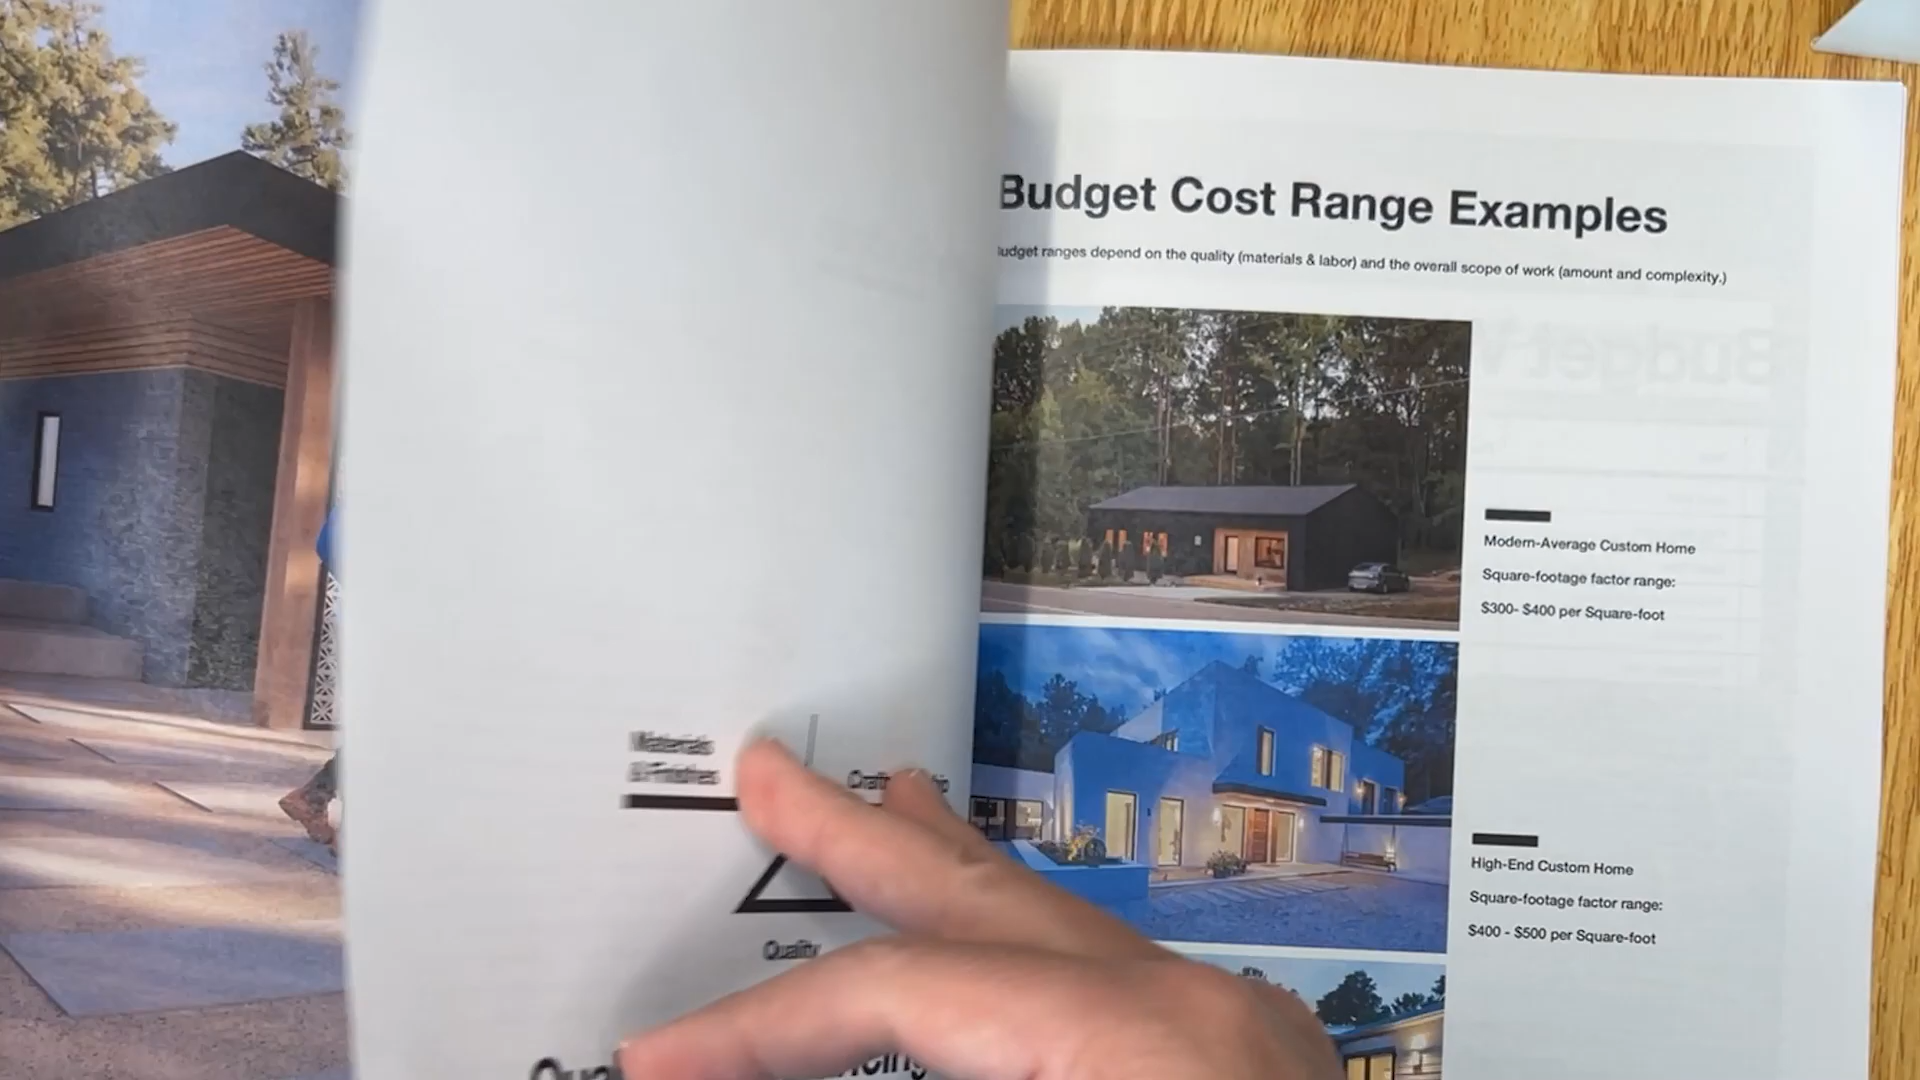 Materials
& Finishes
Quality
Budget Cost Range Examples
udget ranges depend on the quality (materials & labor) and the overall scope of work (amount and complexity.)
Modern-Average Custom Home
Square-footage factor range:
$300- $400 per Square-foot
High-End Custom Home
Square-footage factor range:
$400 - $500 per Square-foot